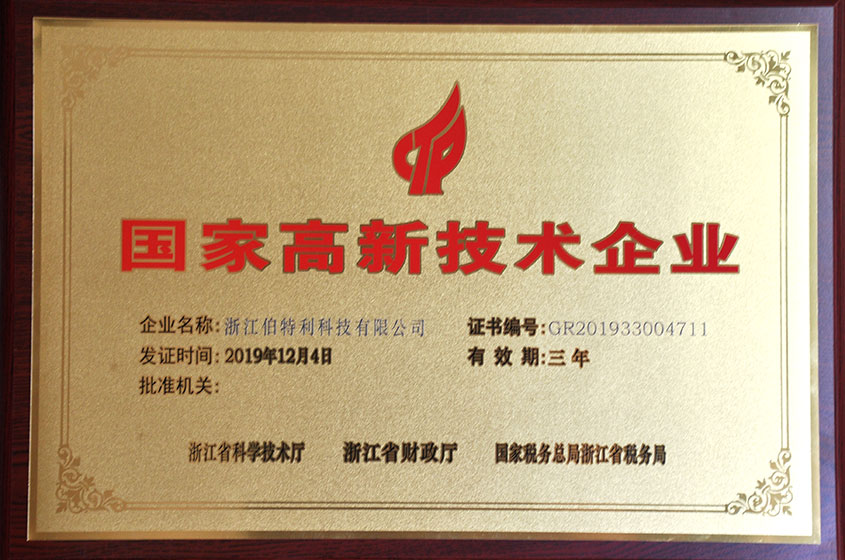 国家高新技术企业
企业名称:浙江伯特利科技有限公司 证书编号:GR201933004711
发证时间:2019年12月4日 有效期:三年
批准机关:
浙江省科学技术厅 浙江省财政厅 国家税务总局浙江省税务局